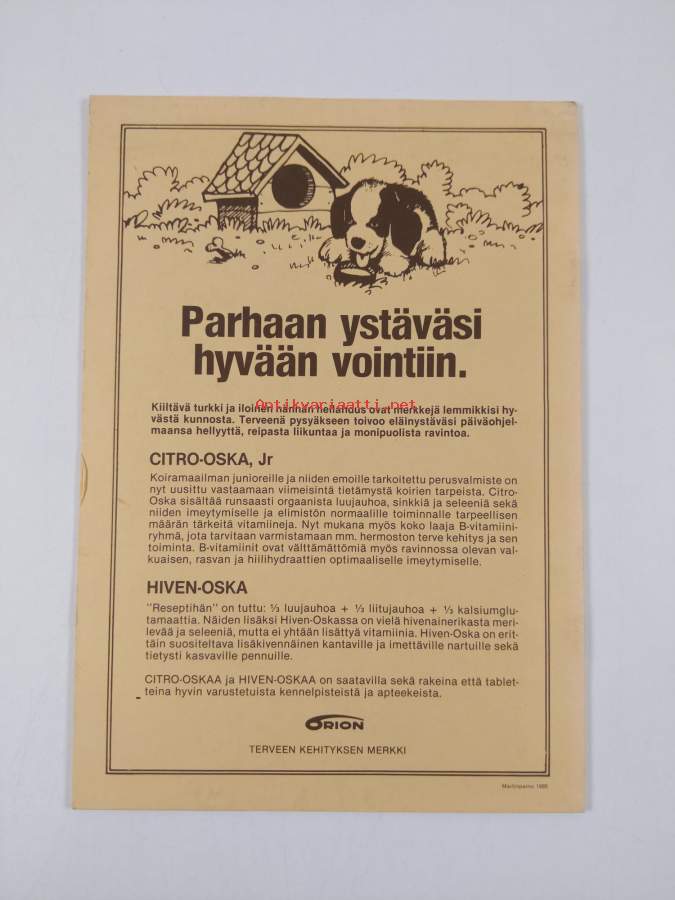 Parhaan ystäväsi
hyvään vointiin.
Antikvariaatti.net
Kiiltävä turkki ja iloinen hännän heilahdus ovat merkkejä lemmikkisi hy-
västä kunnosta. Terveenä pysyäkseen toivoo eläinystäväsi päiväohjel-
maansa hellyyttä, reipasta liikuntaa ja monipuolista ravintoa.
CITRO-OSKA, Jr
Koiramaailman junioreille ja niiden emoille tarkoitettu perusvalmiste on
nyt uusittu vastaamaan viimeisintä tietämystä koirien tarpeista. Citro-
Oska sisältää runsaasti orgaanista luujauhoa, sinkkiä ja seleeniä sekä
niiden imeytymiselle ja elimistön normaalille toiminnalle tarpeellisen
määrän tärkeitä vitamiineja. Nyt mukana myös koko laaja B-vitamiini-
ryhmä, jota tarvitaan varmistamaan mm. hermoston terve kehitys ja sen
toiminta. B-vitamiinit ovat välttämättömiä myös ravinnossa olevan val-
kuaisen, rasvan ja hiilihydraattien optimaaliselle imeytymiselle.
HIVEN-OSKA
"Reseptihän" on tuttu: ⅓ luujauhoa + ⅓ liitujauhoa + ⅓ kalsiumglu-
tamaattia. Näiden lisäksi Hiven-Oskassa on vielä hivenainerikasta meri-
levää ja seleeniä, mutta ei yhtään lisättyä vitamiinia. Hiven-Oska on erit-
täin suositeltava lisäkivennäinen kantaville ja imettäville nartuille sekä
tietysti kasvaville pennuille.
CITRO-OSKAA ja HIVEN-OSKAA on saatavilla sekä rakeina että tablet-
teina hyvin varustetuista kennelpisteistä ja apteekeista.
ORION
TERVEEN KEHITYKSEN MERKKI